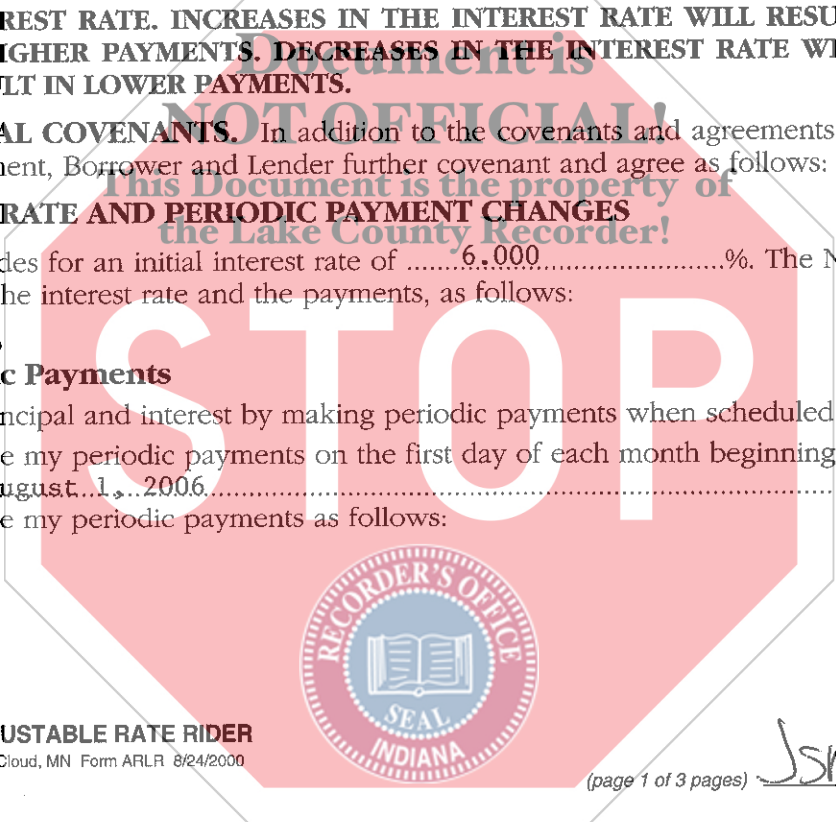 REST RATE. INCREASES IN THE INTEREST RATE WILL RESU
IGHER PAYMENTS. DECREASES IN THE INTEREST RATE WI
LT IN LOWER PAYMENTS.
Document is
NOT OFFICIAL!
This Document is the property of
the Lake County Recorder!
AL COVENANTS. In addition to the covenants and agreements
ent, Borrower and Lender further covenant and agree as follows:
RATE AND PERIODIC PAYMENT CHANGES
des for an initial interest rate of .......6.000..............................%. The N
he interest rate and the payments, as follows:
STOP
c Payments
ncipal and interest by making periodic payments when scheduled
e my periodic payments on the first day of each month beginning
ugust 1, 2006
e my periodic payments as follows:
RECORDER'S OFFICE
SEAL
INDIANA
USTABLE RATE RIDER
Cloud, MN Form ARLR 8/24/2000
(page 1 of 3 pages)